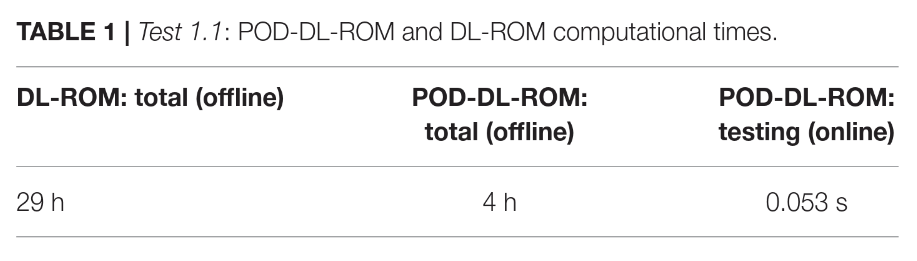 TABLE 1 | Test 1.1: POD-DL-ROM and DL-ROM computational times.
DL-ROM: total (offline) POD-DL-ROM: POD-DL-ROM:
total (offline) testing (online)
29 h 4 h 0.053 s